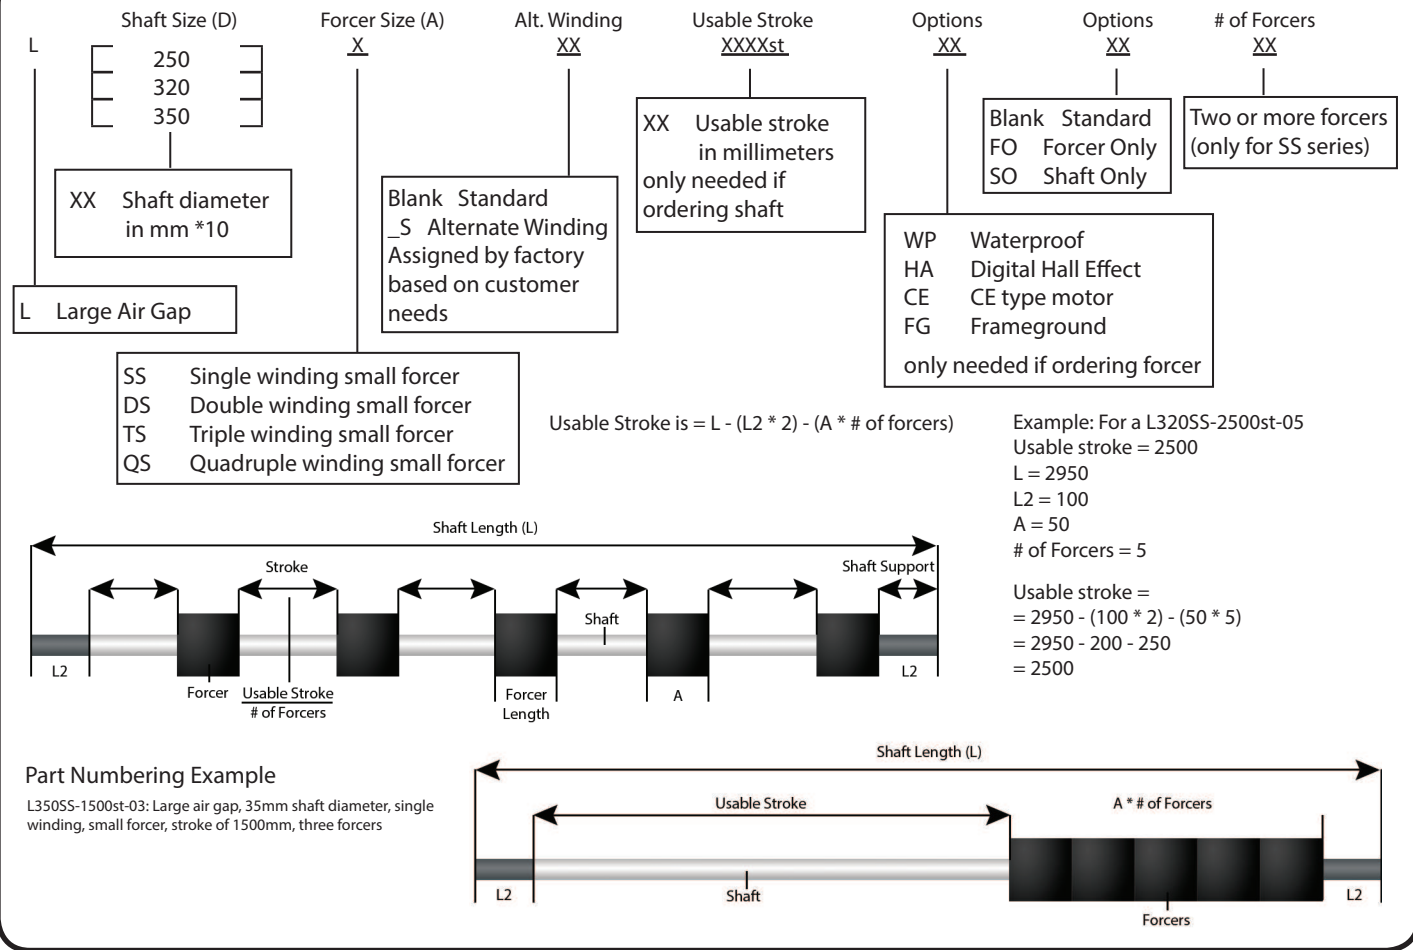 Shaft Size (D) Forcer Size (A) Alt. Winding Usable Stroke Options Options # of Forcers
L X XX XXXXst XX XX XX
250
320
350
XX Shaft diameter
in mm *10
L Large Air Gap
Blank Standard
_S Alternate Winding
Assigned by factory
based on customer
needs
XX Usable stroke
in millimeters
only needed if
ordering shaft
Blank Standard
FO Forcer Only
SO Shaft Only
Two or more forcers
(only for SS series)
WP Waterproof
HA Digital Hall Effect
CE CE type motor
FG Frameground
only needed if ordering forcer
SS Single winding small forcer
DS Double winding small forcer
TS Triple winding small forcer
QS Quadruple winding small forcer
Usable Stroke is = L - (L2 * 2) - (A * # of forcers)
Example: For a L320SS-2500st-05
Usable stroke = 2500
L = 2950
L2 = 100
A = 50
# of Forcers = 5
Usable stroke =
= 2950 - (100 * 2) - (50 * 5)
= 2950 - 200 - 250
= 2500
Shaft Length (L)
Stroke
Shaft Support
Shaft
L2
Forcer
Usable Stroke
# of Forcers
Forcer
Length
A
L2
Part Numbering Example
L350SS-1500st-03: Large air gap, 35mm shaft diameter, single
winding, small forcer, stroke of 1500mm, three forcers
Shaft Length (L)
Usable Stroke
A * # of Forcers
L2
Shaft
Forcers
L2